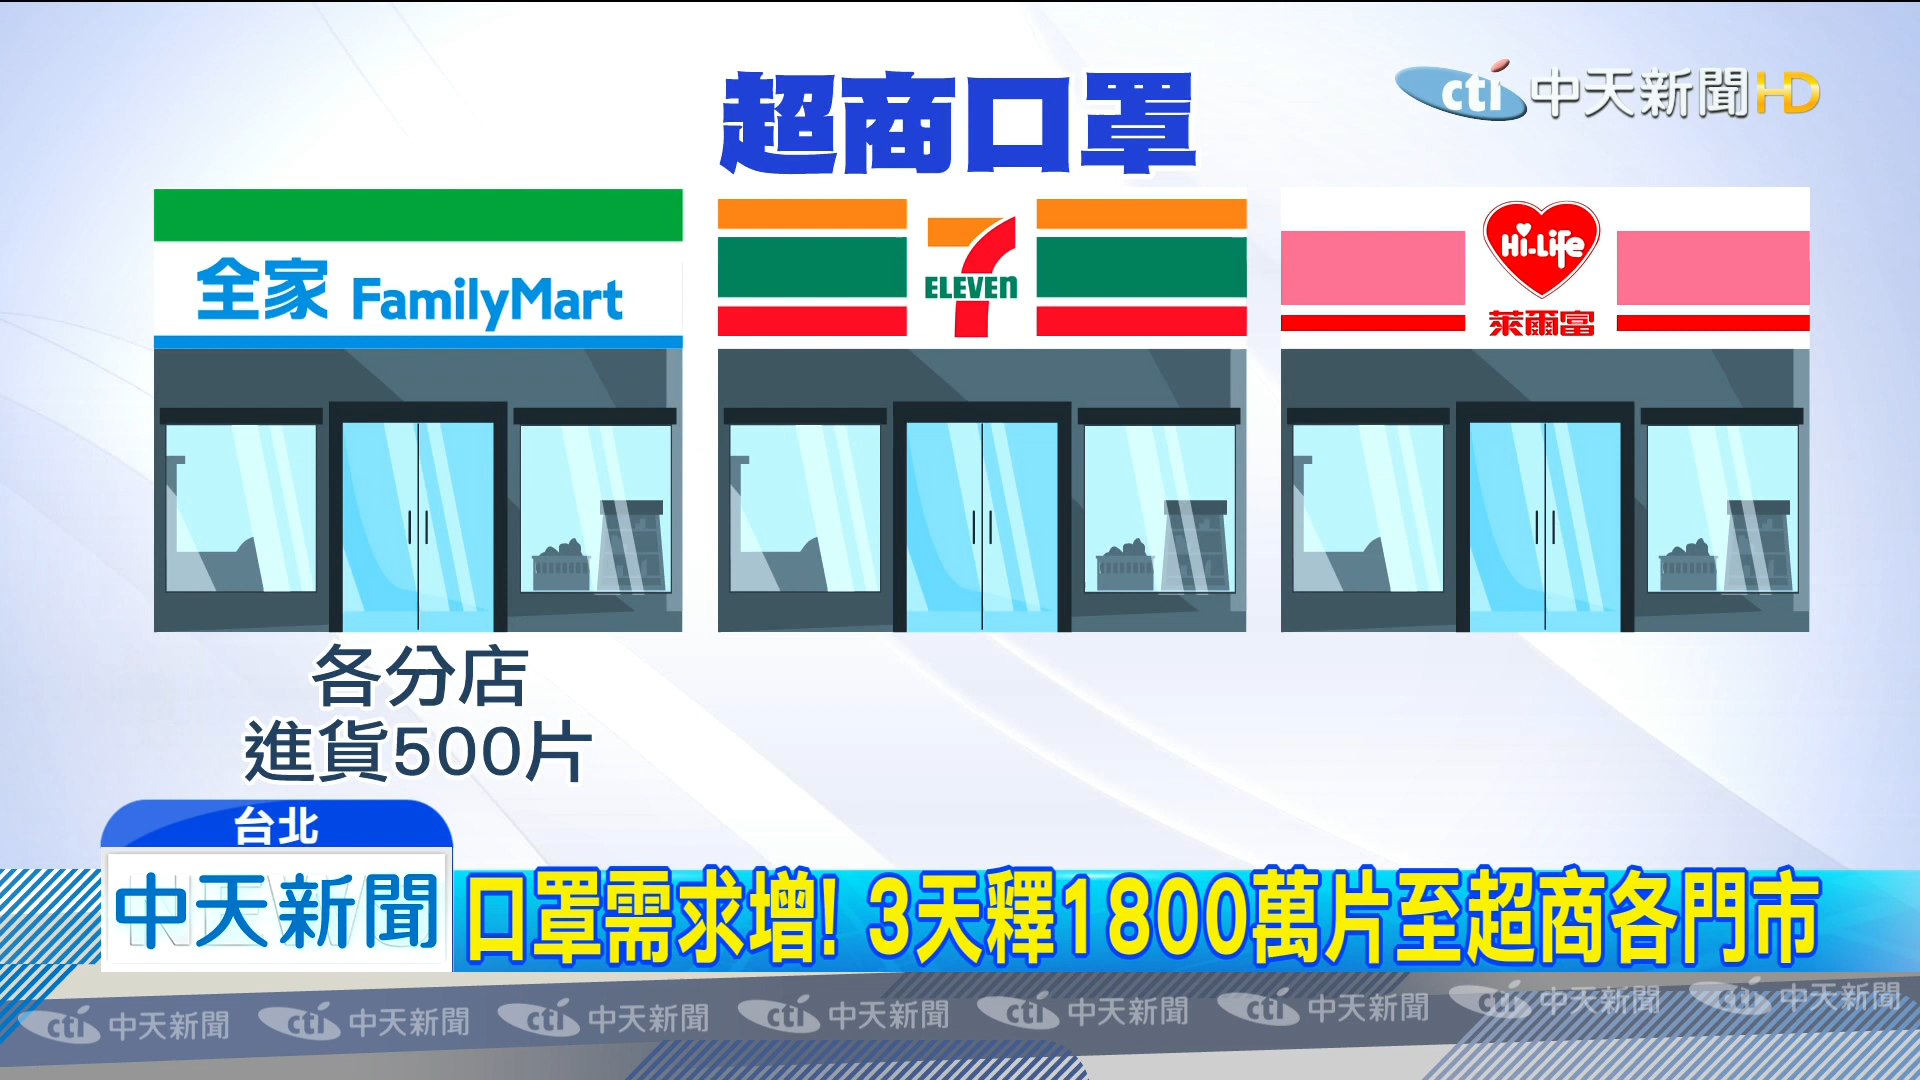 超商口罩
cti 中天新聞HD
全家 FamilyMart
7
ELEVEn
Hi-Life
萊爾富
各分店
進貨500片
台北
中天新聞
口罩需求增! 3天釋1800萬片至超商各門市
cti 中天新聞 cti 中天新聞 cti 中天新聞 cti 中天新聞 cti 中天新聞 cti 中天新聞 cti 中天新聞 cti 中天新聞